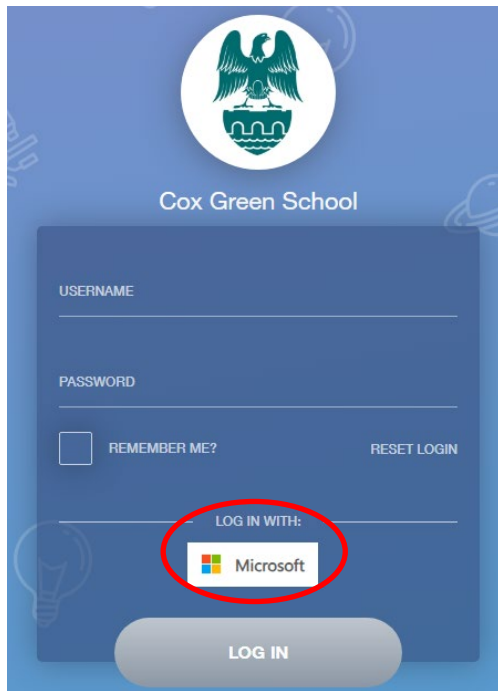 Cox Green School
USERNAME
PASSWORD
REMEMBER ME? RESET LOGIN
LOG IN WITH:
Microsoft
LOG IN